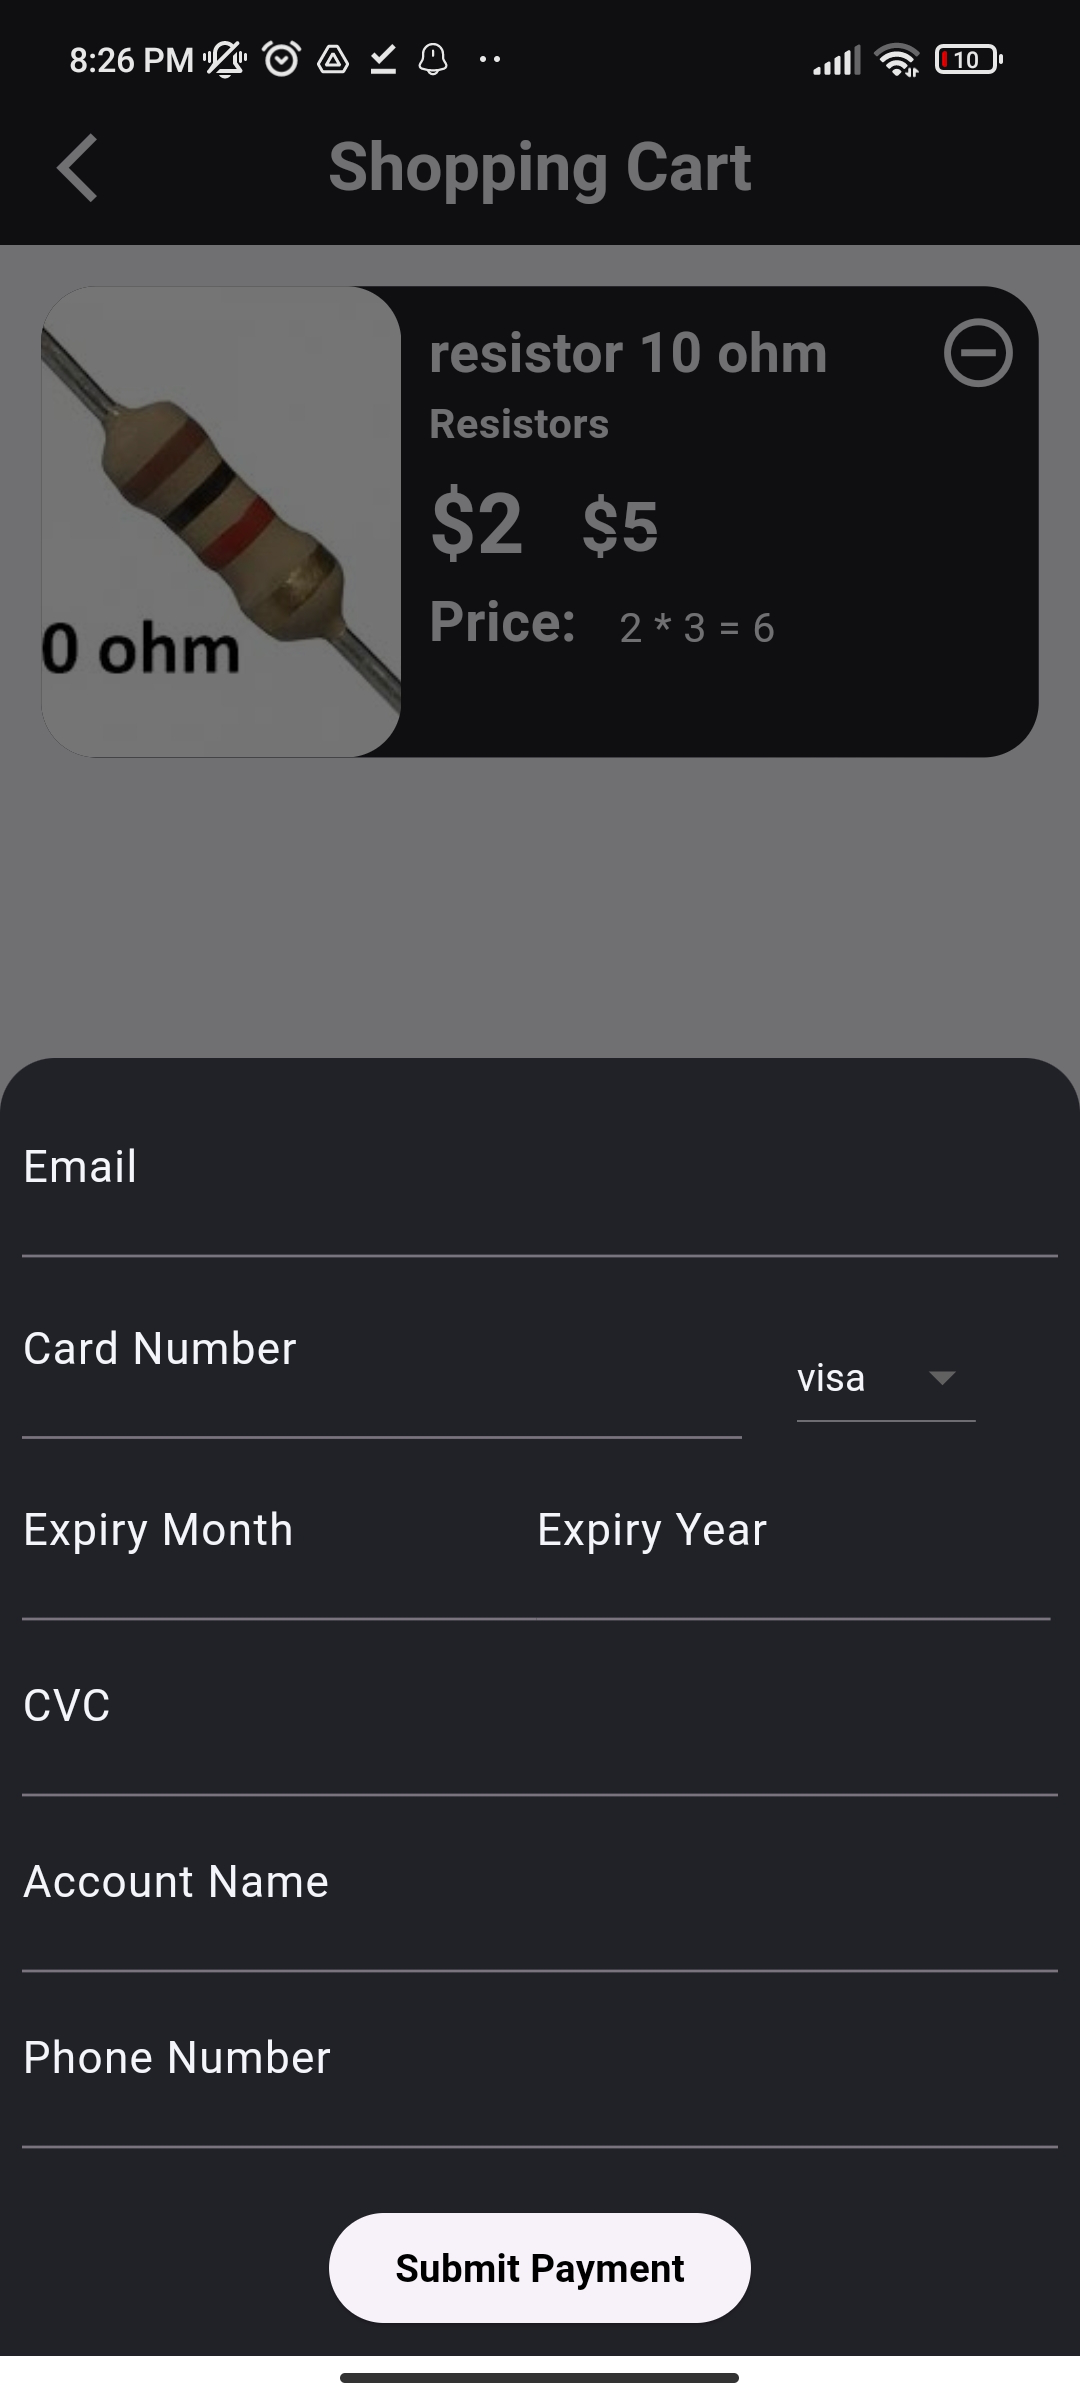 8:26 PM
10
Shopping Cart
resistor 10 ohm
Resistors
$2 $5
Price: 2 * 3 = 6
0 ohm
Email
Card Number
visa
Expiry Month Expiry Year
CVC
Account Name
Phone Number
Submit Payment